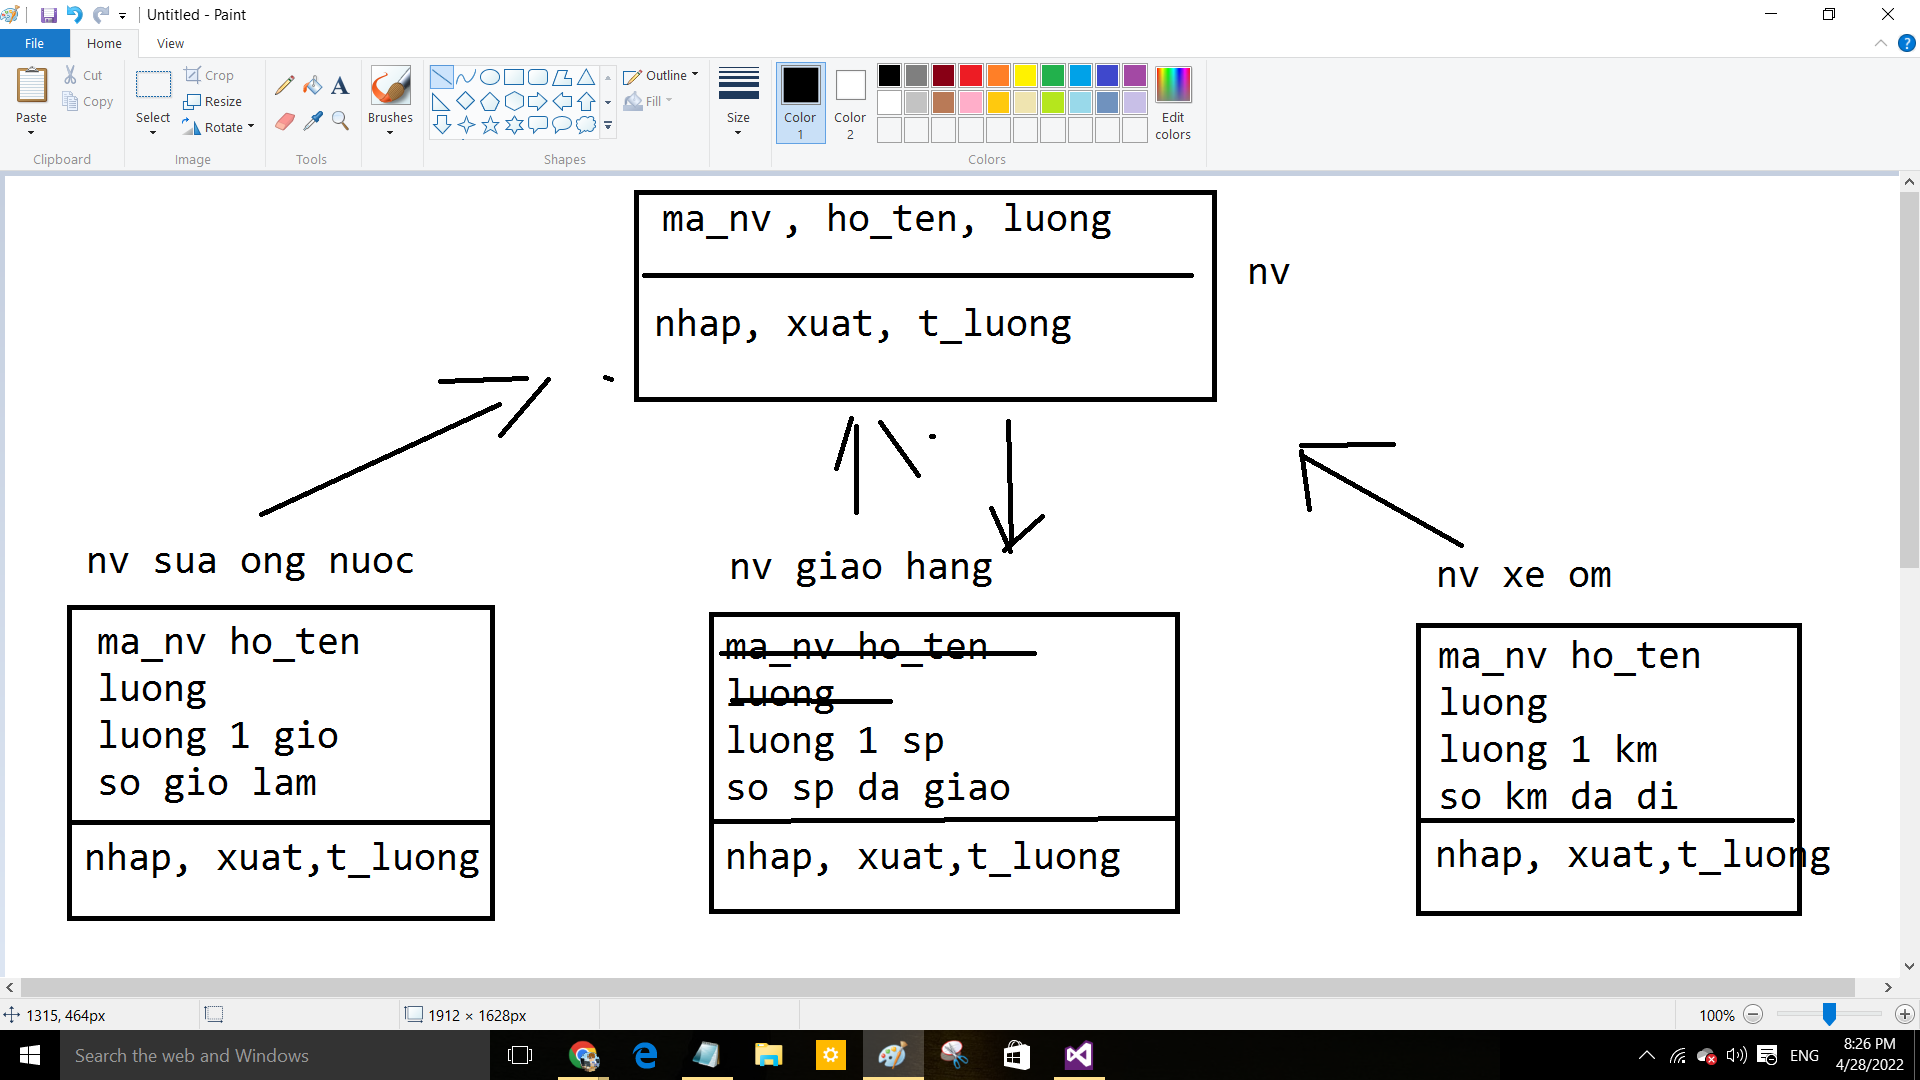 Untitled - Paint
File Home View
Paste
Cut
Copy
Clipboard
Select
Crop
Resize
Rotate
Image
Tools
Brushes
Outline
Fill
Shapes
Size
Color 1
Color 2
Edit colors
Colors
ma_nv , ho_ten, luong
nhap, xuat, t_luong
nv
nv sua ong nuoc
ma_nv ho_ten
luong
luong 1 gio
so gio lam
nhap, xuat,t_luong
nv giao hang
ma_nv ho_ten
luong
luong 1 sp
so sp da giao
nhap, xuat,t_luong
nv xe om
ma_nv ho_ten
luong
luong 1 km
so km da di
nhap, xuat,t_luong
1315, 464px
1912 × 1628px
100%
Search the web and Windows
ENG
8:26 PM
4/28/2022